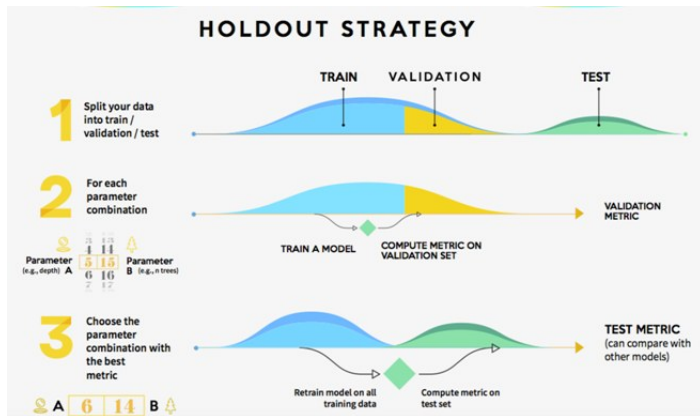 HOLDOUT STRATEGY
TRAIN
VALIDATION
TEST
1
Split your data
into train /
validation / test
2
For each
parameter
combination
TRAIN A MODEL
COMPUTE METRIC ON
VALIDATION SET
VALIDATION
METRIC
4 14
Parameter
(e.g., depth) A
5 15
Parameter
B (e.g., n trees)
6 16
3
Choose the
parameter
combination with
the best
metric
Retrain model on all
training data
Compute metric on
test set
TEST METRIC
(can compare with
other models)
A 6 14 B